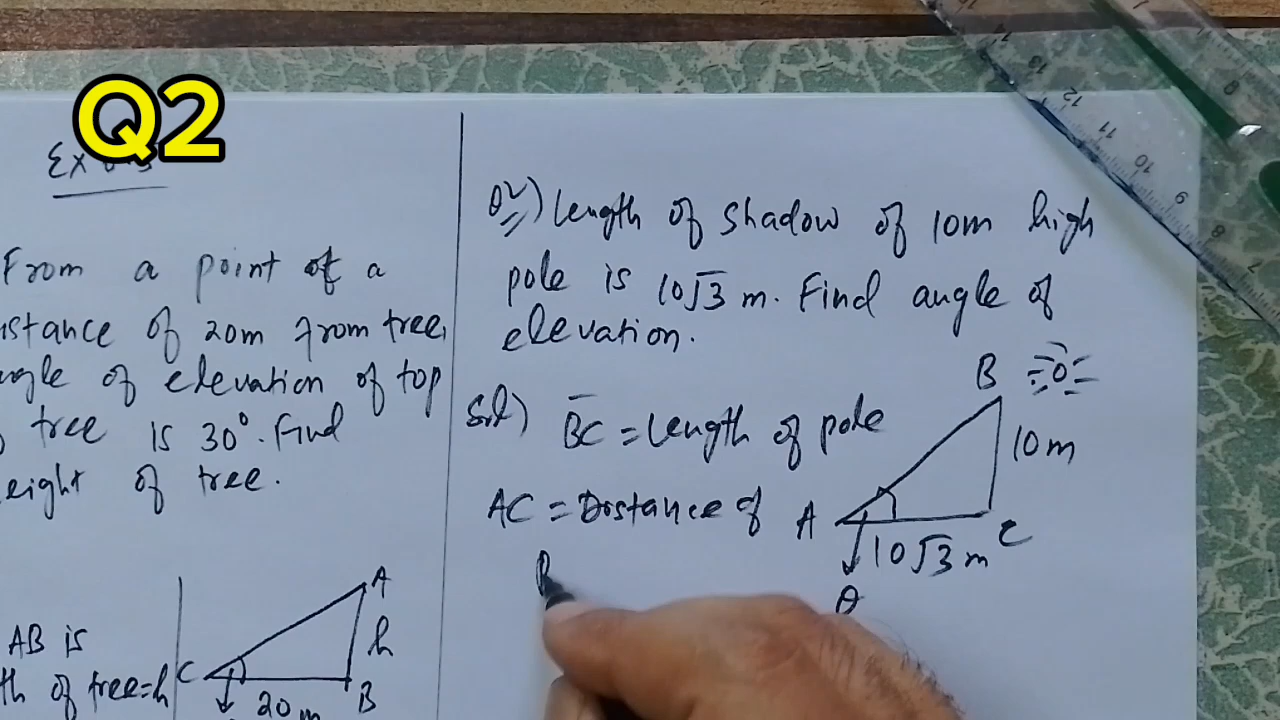 Q2
Ex
From a point of a
istance of 20m from tree,
ngle of elevation of top
tree is 30°. Find
eight of tree.
AB is
th of tree=h
A
h
C
B
20m
Q2) Length of shadow of 10m high
pole is 10√3 m. Find angle of
elevation.
Sol) BC = Length of pole
AC = Distance of
B
10m
A
C
10√3 m
θ